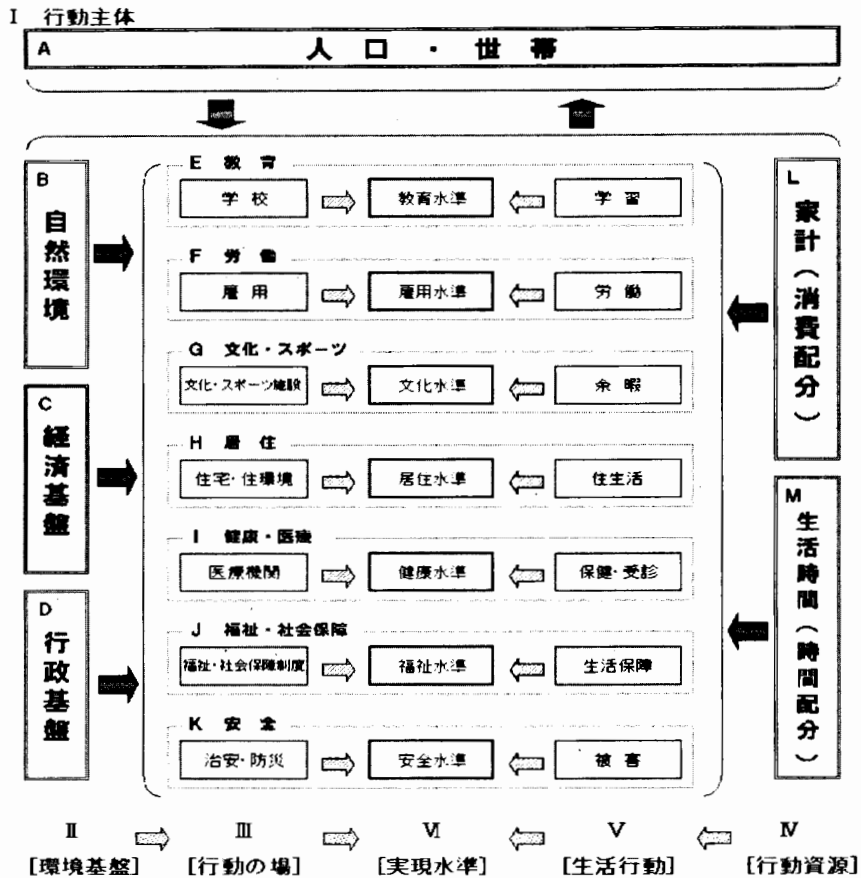 I 行動主体
A 人口・世帯
B 自然環境
C 経済基盤
D 行政基盤
E 教育
学校
教育水準
学習
F 労働
雇用
雇用水準
労働
G 文化・スポーツ
文化・スポーツ施設
文化水準
余暇
H 居住
住宅・住環境
居住水準
住生活
I 健康・医療
医療機関
健康水準
保健・受診
J 福祉・社会保障
福祉・社会保障制度
福祉水準
生活保障
K 安全
治安・防災
安全水準
被害
L 家計(消費配分)
M 生活時間(時間配分)
Ⅱ Ⅲ Ⅵ Ⅴ Ⅳ
[環境基盤] [行動の場] [実現水準] [生活行動] [行動資源]